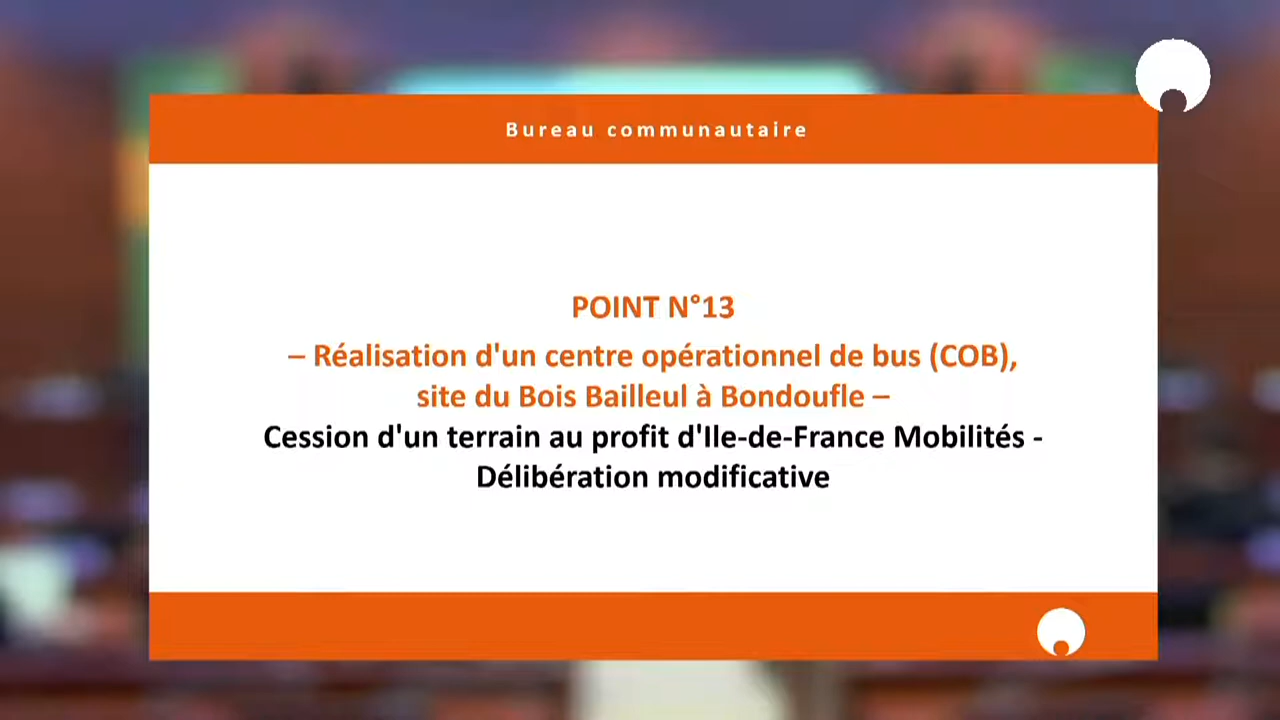 Bureau communautaire
POINT N°13
– Réalisation d'un centre opérationnel de bus (COB),
site du Bois Bailleul à Bondoufle –
Cession d'un terrain au profit d'Ile-de-France Mobilités -
Délibération modificative